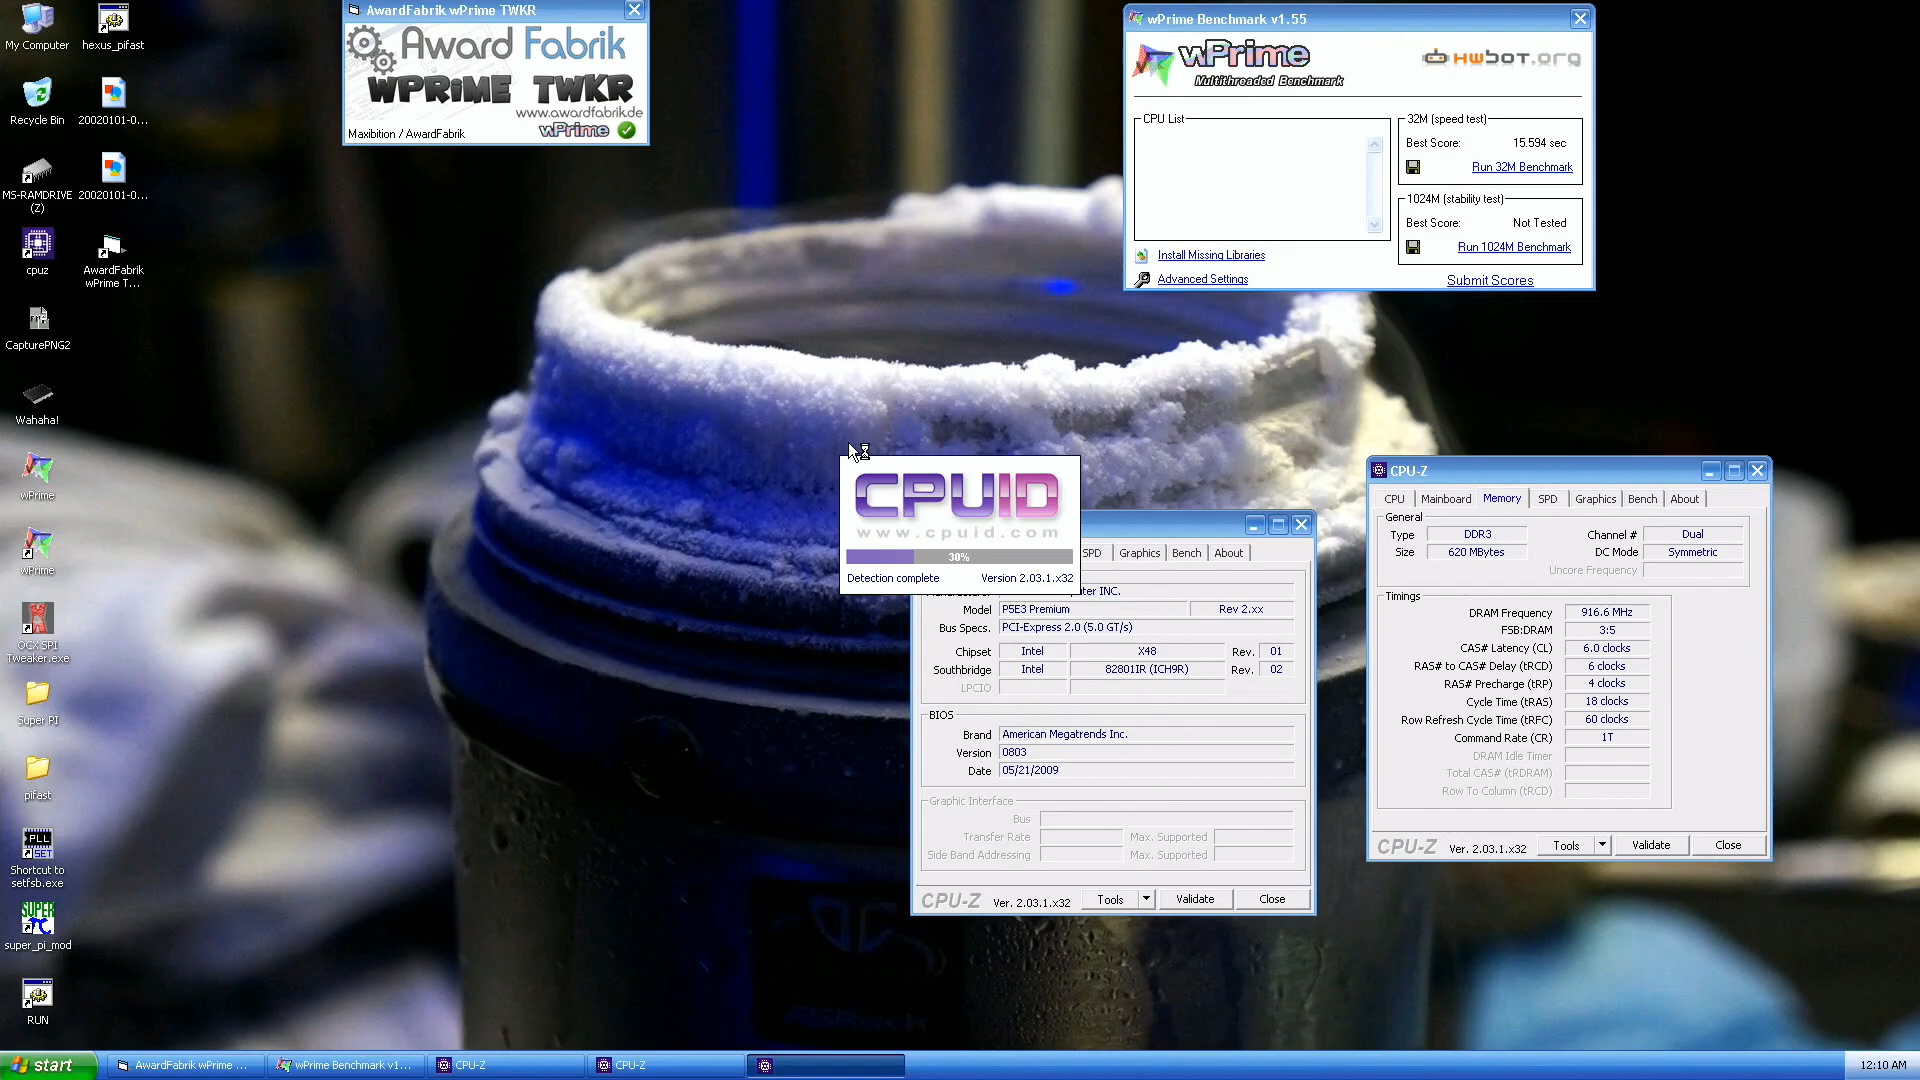 My Computer
hexus_pifast
Recycle Bin
20020101-0...
MS-RAMDRIVE
(Z)
20020101-0...
cpuz
AwardFabrik
wPrime T...
CapturePNG2
Wahaha!
wPrime
wPrime
OCX SPI
Tweaker.exe
Super PI
pifast
PLL
SET
Shortcut to
setfsb.exe
SUPER
super_pi_mod
RUN
AwardFabrik wPrime TWKR
Award Fabrik
WPRIME TWKR
www.awardfabrik.de
Maxibition / AwardFabrik
wPrime
wPrime Benchmark v1.55
wPrime
Multithreaded Benchmark
HWBOT.ORG
CPU List
32M (speed test)
Best Score: 15.594 sec
Run 32M Benchmark
1024M (stability test)
Best Score: Not Tested
Run 1024M Benchmark
Install Missing Libraries
Advanced Settings
Submit Scores
CPUID
www.cpuid.com
30%
Detection complete Version 2.03.1.x32
SPD Graphics Bench About
uter INC.
Model P5E3 Premium Rev 2.xx
Bus Specs. PCI-Express 2.0 (5.0 GT/s)
Chipset Intel X48 Rev. 01
Southbridge Intel 82801IR (ICH9R) Rev. 02
LPCIO
BIOS
Brand American Megatrends Inc.
Version 0803
Date 05/21/2009
Graphic Interface
Bus
Transfer Rate Max. Supported
Side Band Addressing Max. Supported
CPU-Z Ver. 2.03.1.x32 Tools Validate Close
CPU-Z
CPU Mainboard Memory SPD Graphics Bench About
General
Type DDR3 Channel # Dual
Size 620 MBytes DC Mode Symmetric
Uncore Frequency
Timings
DRAM Frequency 916.6 MHz
FSB:DRAM 3:5
CAS# Latency (CL) 6.0 clocks
RAS# to CAS# Delay (tRCD) 6 clocks
RAS# Precharge (tRP) 4 clocks
Cycle Time (tRAS) 18 clocks
Row Refresh Cycle Time (tRFC) 60 clocks
Command Rate (CR) 1T
DRAM Idle Timer
Total CAS# (tRDRAM)
Row To Column (tRCD)
CPU-Z Ver. 2.03.1.x32 Tools Validate Close
start
AwardFabrik wPrime ...
wPrime Benchmark v1...
CPU-Z
CPU-Z
12:10 AM